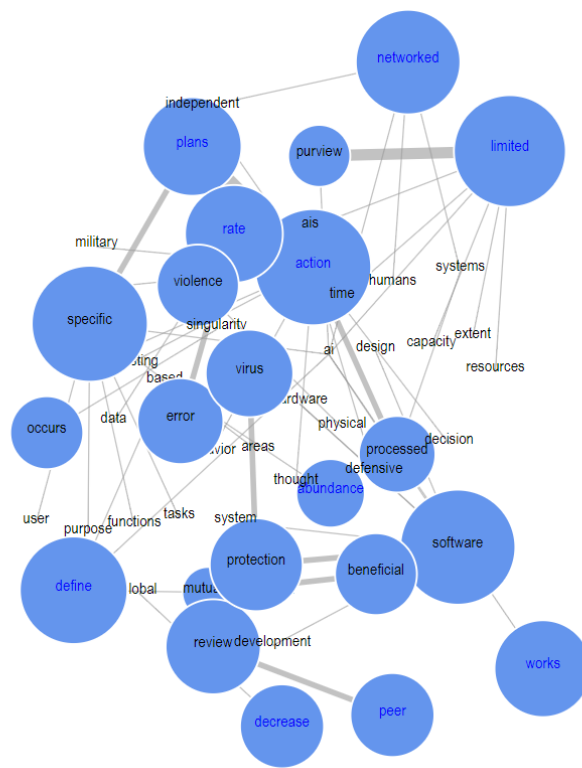 networked
independent
plans
purview
limited
ais
rate
military
action
violence
humans
systems
time
specific
singularity
design
capacity
extent
ai
resources
virus
based
physical
data
error
occurs
areas
processed
decision
defensive
thought
abundance
user
purpose
functions
tasks
system
software
protection
beneficial
define
lobal
review
development
works
peer
decrease